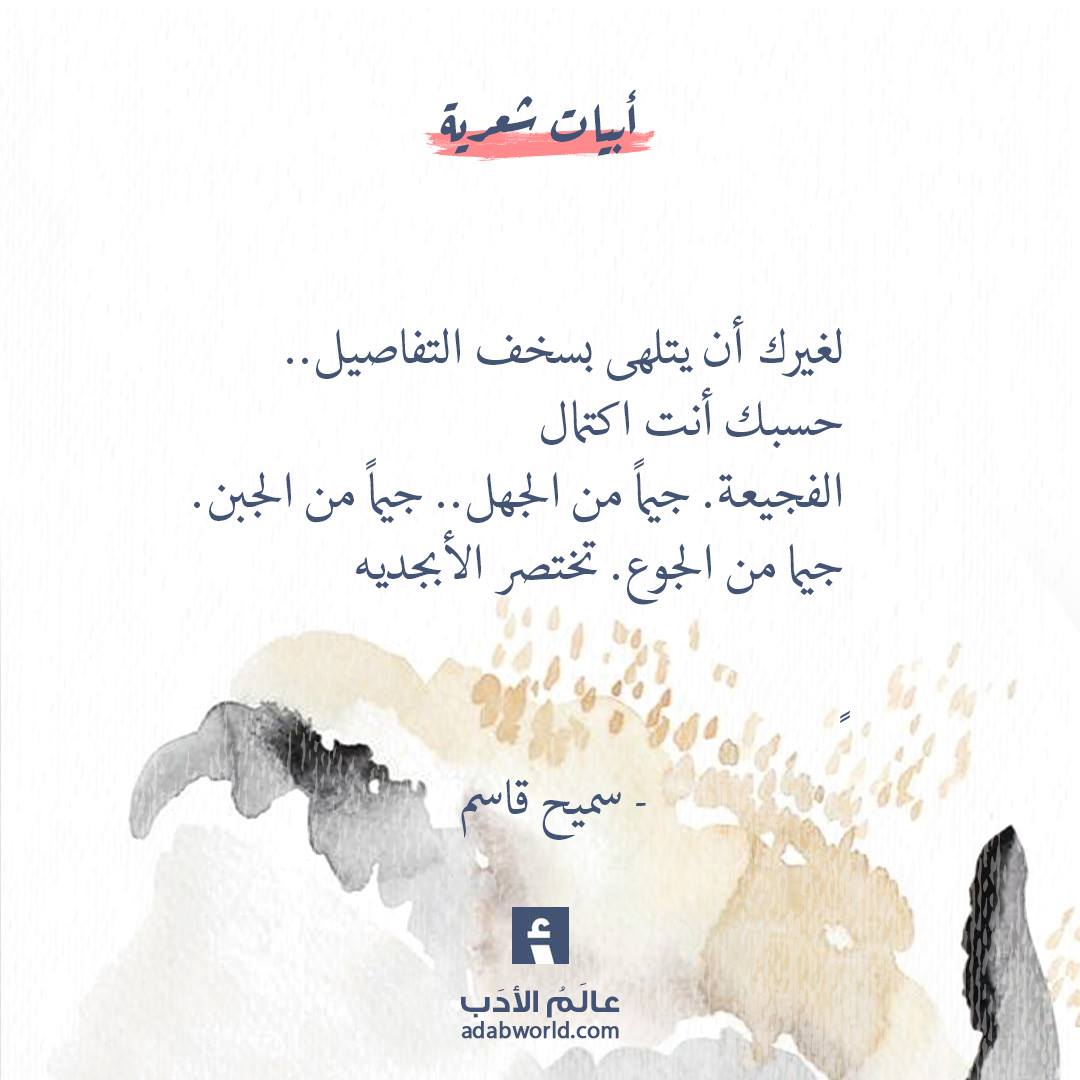 أبيات شعرية
لغيرك أن يتلهى بسخف التفاصيل..
حسبك أنت اكتمال
الفجيعة. جيماً من الجهل.. جيماً من الجبن.
جيما من الجوع. تختصر الأبجديه
ً
- سميح قاسم
أ
عالَمُ الأدَب
adabworld.com